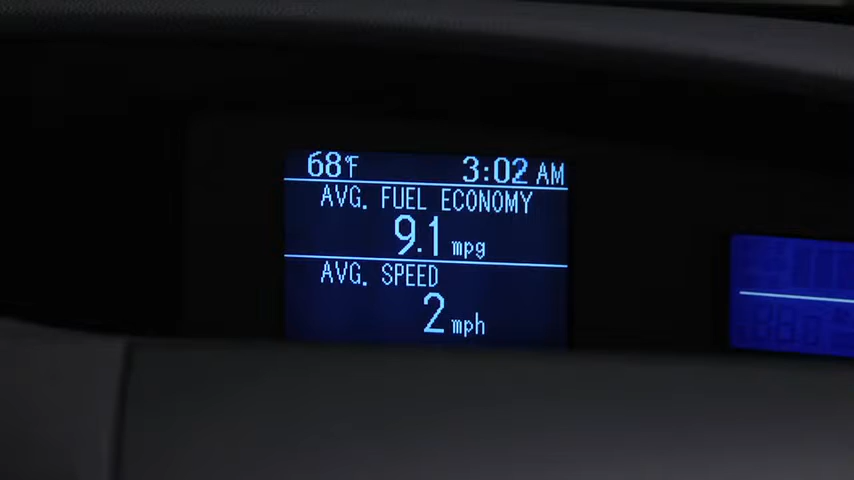 68°F 3:02 AM
AVG. FUEL ECONOMY
9.1 mpg
AVG. SPEED
2 mph